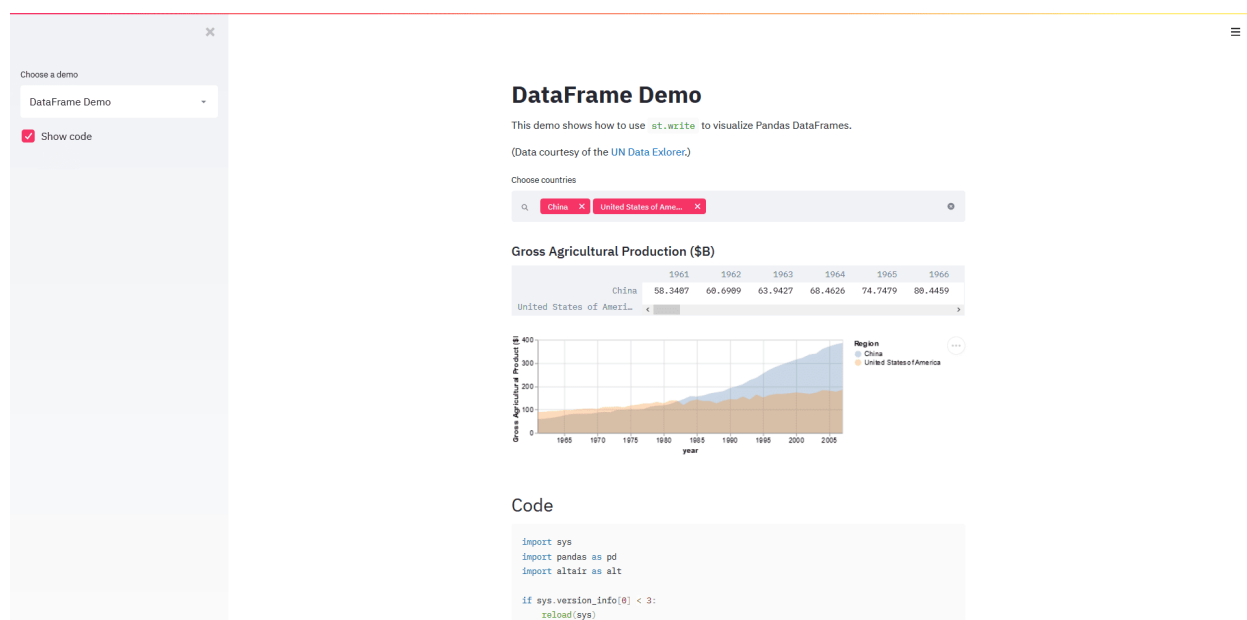 Choose a demo
DataFrame Demo
Show code
DataFrame Demo
This demo shows how to use st.write to visualize Pandas DataFrames.
(Data courtesy of the UN Data Exlorer.)
Choose countries
China United States of Ame...
Gross Agricultural Production ($B)
1961 1962 1963 1964 1965 1966
China 58.3407 60.6909 63.9427 68.4626 74.7479 80.4459
United States of Ameri…
Gross Agricultural Product ($
400
300
200
100
0
1965 1970 1975 1980 1985 1990 1995 2000 2005
year
Region
China
United States of America
Code
import sys
import pandas as pd
import altair as alt
if sys.version_info[0] < 3:
reload(sys)